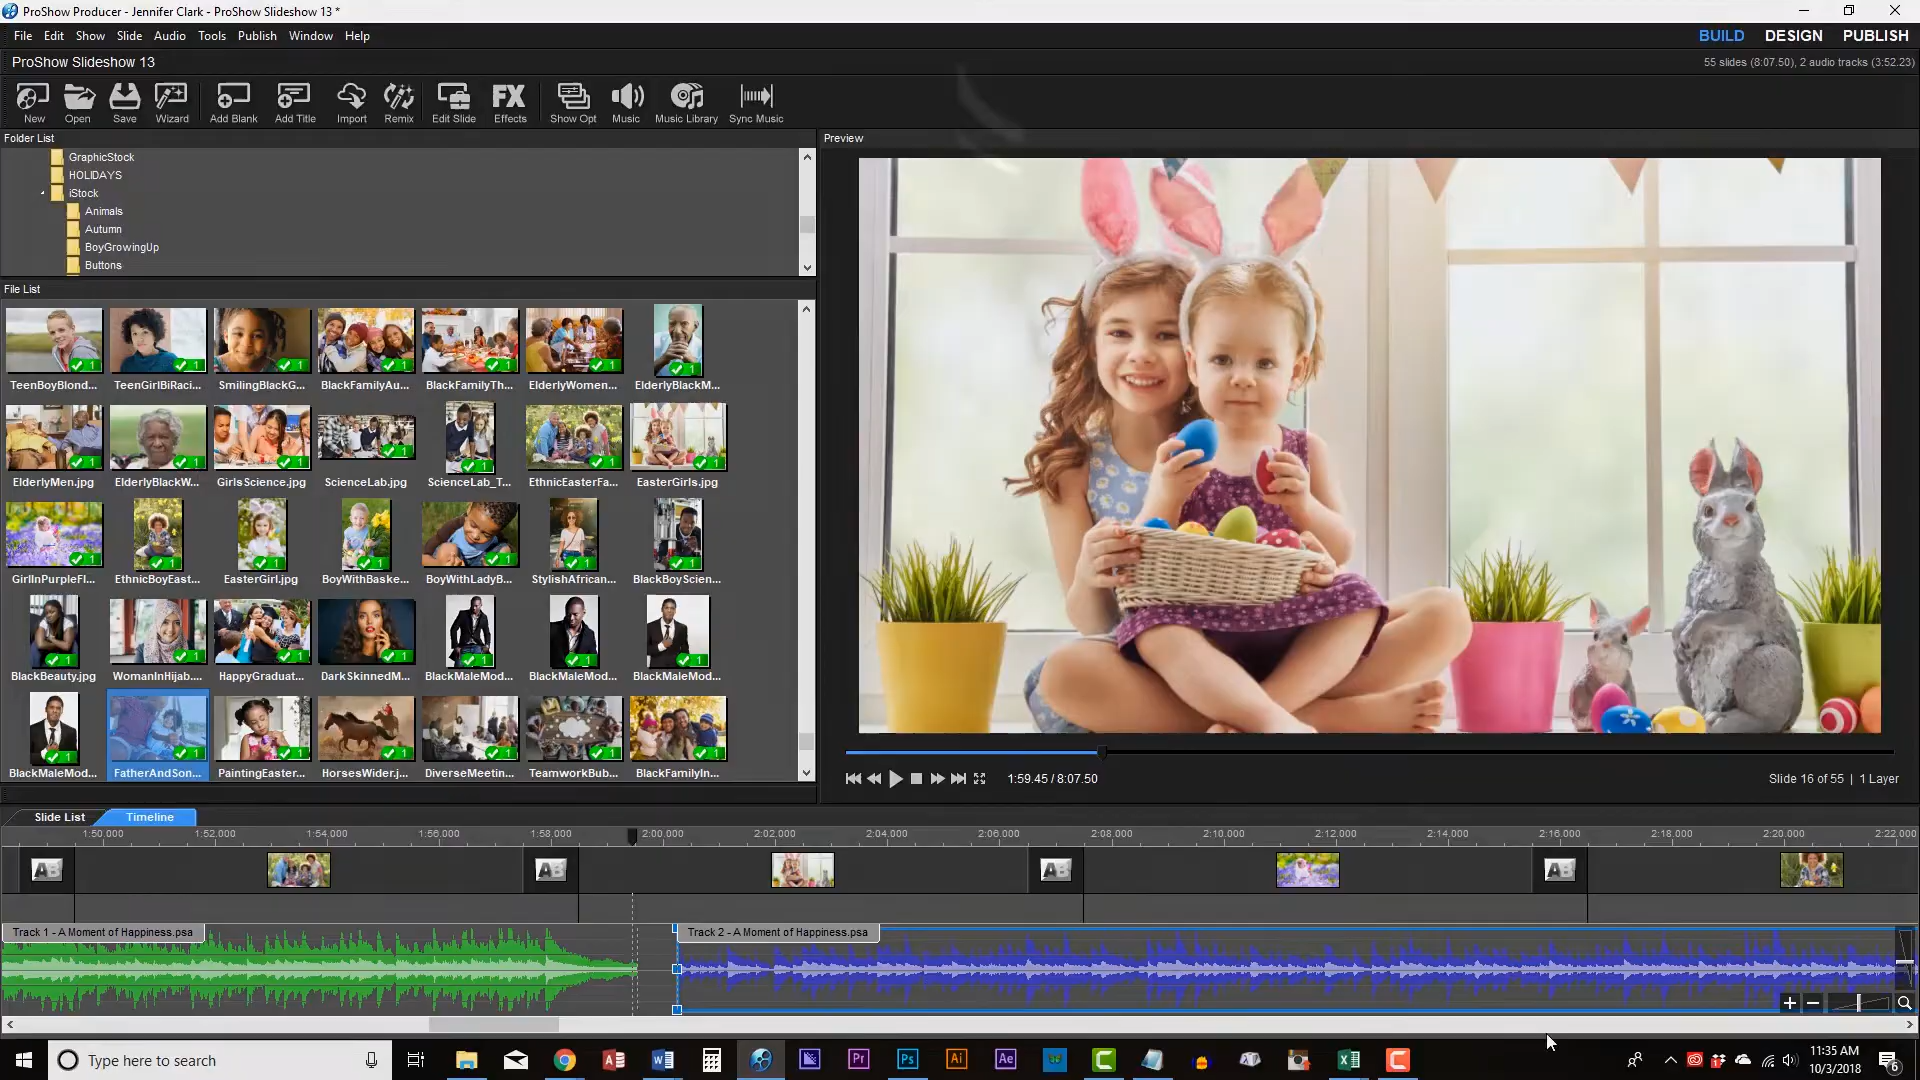 ProShow Producer - Jennifer Clark - ProShow Slideshow 13 *
File Edit Show Slide Audio Tools Publish Window Help
BUILD DESIGN PUBLISH
ProShow Slideshow 13
55 slides (8:07.50), 2 audio tracks (3:52.23)
New Open Save Wizard Add Blank Add Title Import Remix Edit Slide Effects Show Opt Music Music Library Sync Music
FX
Folder List
Preview
GraphicStock
HOLIDAYS
iStock
Animals
Autumn
BoyGrowingUp
Buttons
File List
TeenBoyBlond... TeenGirlBiRaci... SmilingBlackG... BlackFamilyAu... BlackFamilyTh... ElderlyWomen... ElderlyBlackM...
ElderlyMen.jpg ElderlyBlackW... GirlsScience.jpg ScienceLab.jpg ScienceLab_T... EthnicEasterFa... EasterGirls.jpg
GirlInPurpleFl... EthnicBoyEast... EasterGirl.jpg BoyWithBaske... BoyWithLadyB... StylishAfrican... BlackBoyScien...
BlackBeauty.jpg WomanInHijab.... HappyGraduat... DarkSkinnedM... BlackMaleMod... BlackMaleMod... BlackMaleMod...
BlackMaleMod... FatherAndSon... PaintingEaster... HorsesWider.j... DiverseMeetin... TeamworkBub... BlackFamilyIn...
1:59.45 / 8:07.50
Slide 16 of 55 | 1 Layer
Slide List Timeline
1:50.000 1:52.000 1:54.000 1:56.000 1:58.000 2:00.000 2:02.000 2:04.000 2:06.000 2:08.000 2:10.000 2:12.000 2:14.000 2:16.000 2:18.000 2:20.000 2:22.000
AB AB AB AB
Track 1 - A Moment of Happiness.psa
Track 2 - A Moment of Happiness.psa
Type here to search
Pr Ps Ai Ae
11:35 AM
10/3/2018
6